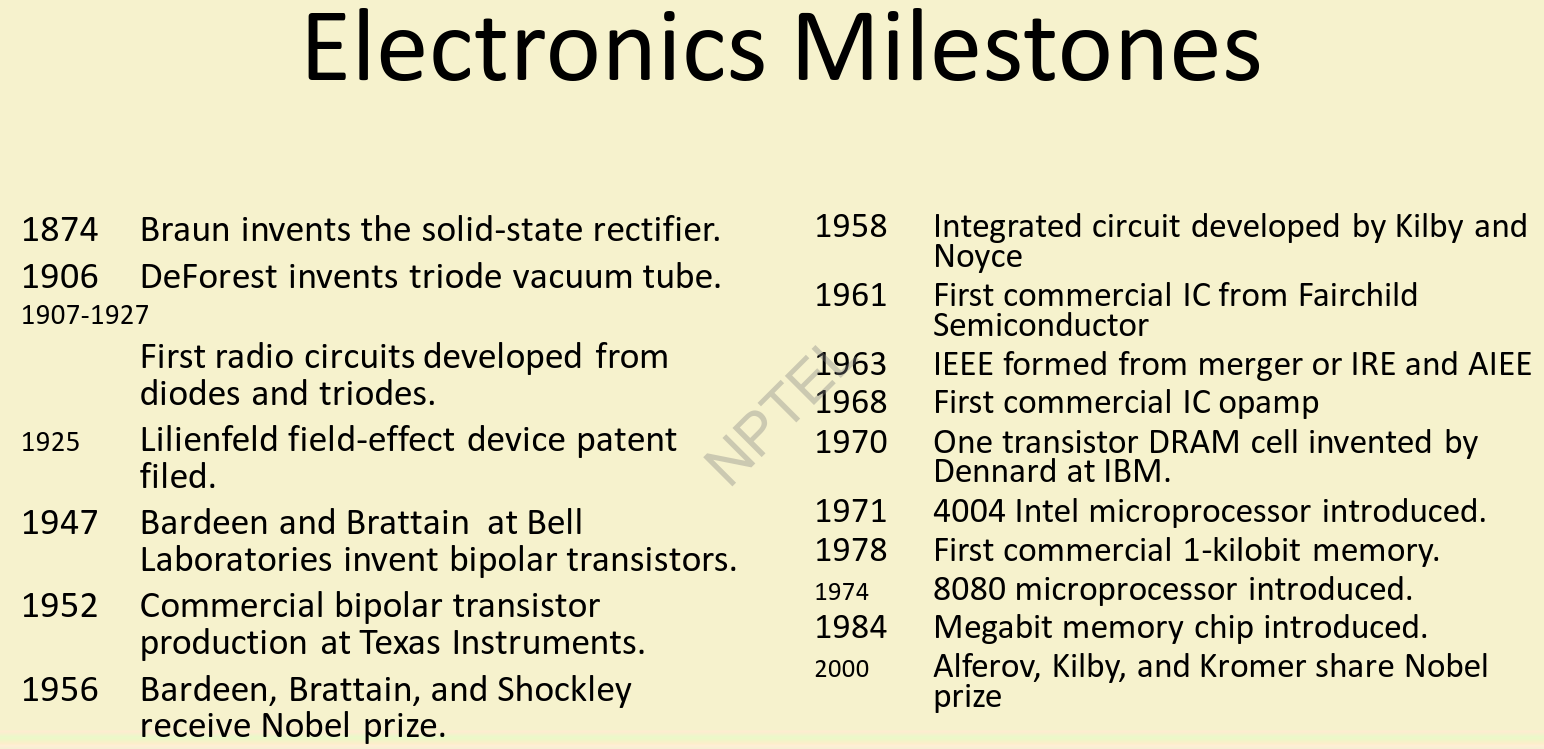 Electronics Milestones
1874 Braun invents the solid-state rectifier.
1906 DeForest invents triode vacuum tube.
1907-1927
First radio circuits developed from
diodes and triodes.
1925 Lilienfeld field-effect device patent
filed.
1947 Bardeen and Brattain at Bell
Laboratories invent bipolar transistors.
1952 Commercial bipolar transistor
production at Texas Instruments.
1956 Bardeen, Brattain, and Shockley
receive Nobel prize.
1958 Integrated circuit developed by Kilby and
Noyce
1961 First commercial IC from Fairchild
Semiconductor
1963 IEEE formed from merger or IRE and AIEE
1968 First commercial IC opamp
1970 One transistor DRAM cell invented by
Dennard at IBM.
1971 4004 Intel microprocessor introduced.
1978 First commercial 1-kilobit memory.
1974 8080 microprocessor introduced.
1984 Megabit memory chip introduced.
2000 Alferov, Kilby, and Kromer share Nobel
prize
NPTEL